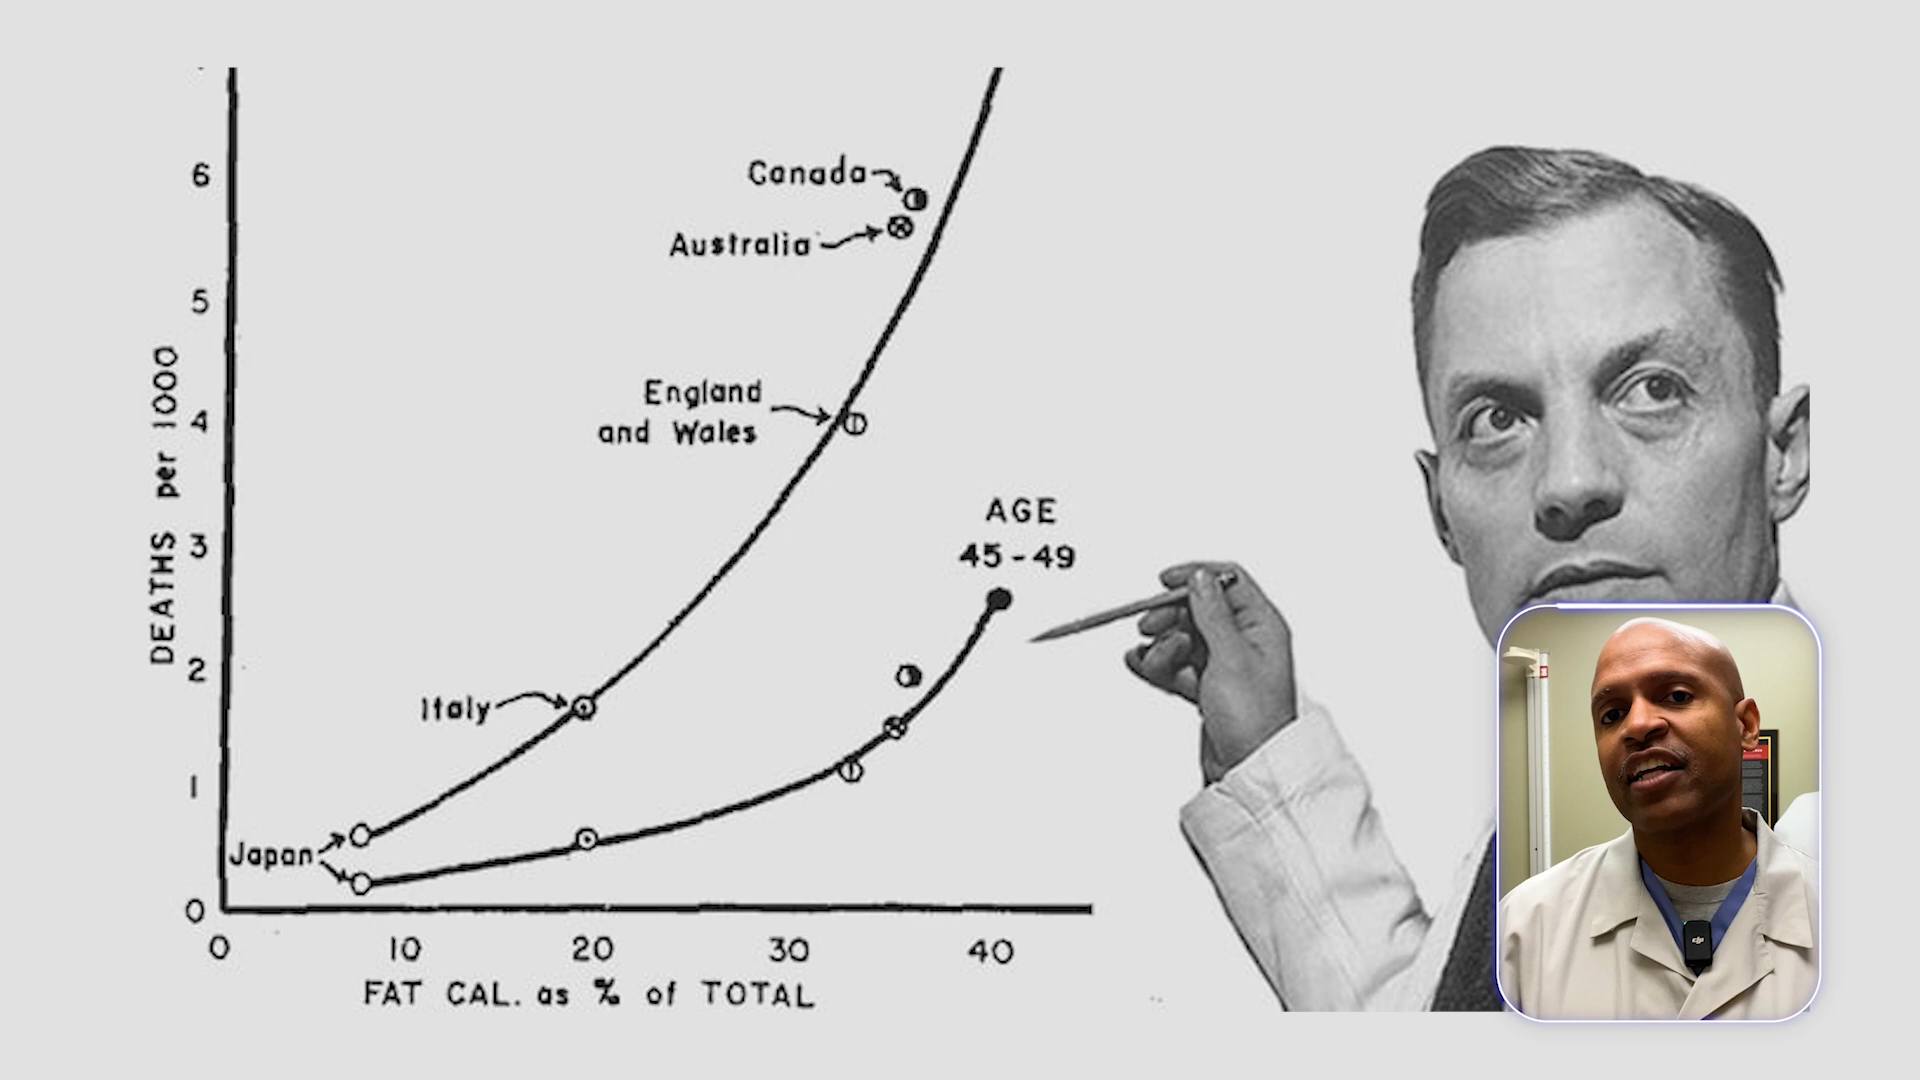 6
5
4
3
2
1
0
DEATHS per 1000
Canada
Australia
England
and Wales
AGE
45-49
Italy
Japan
0 10 20 30 40
FAT CAL. as % of TOTAL